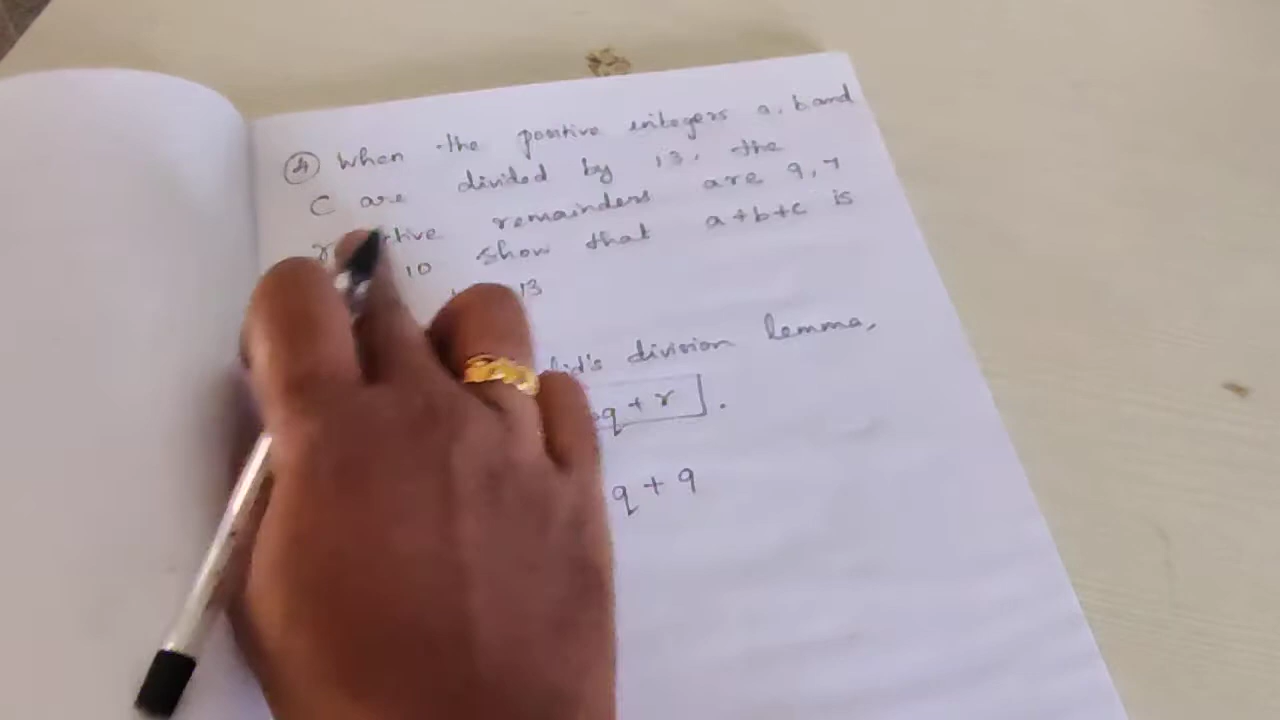 ④ When the positive integers a, b and
C are divided by 13, the
remainders are 9, 7
10 show that a+b+c is
13
division lemma,
q + r .
q + 9